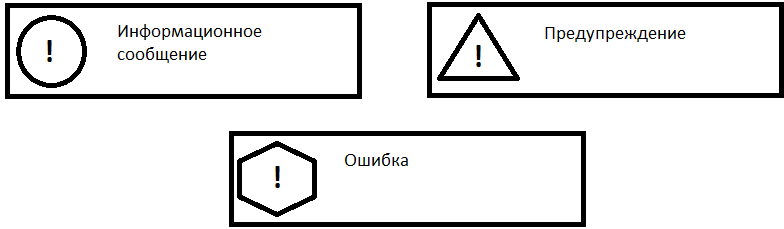 !
Информационное
сообщение
!
Предупреждение
!
Ошибка